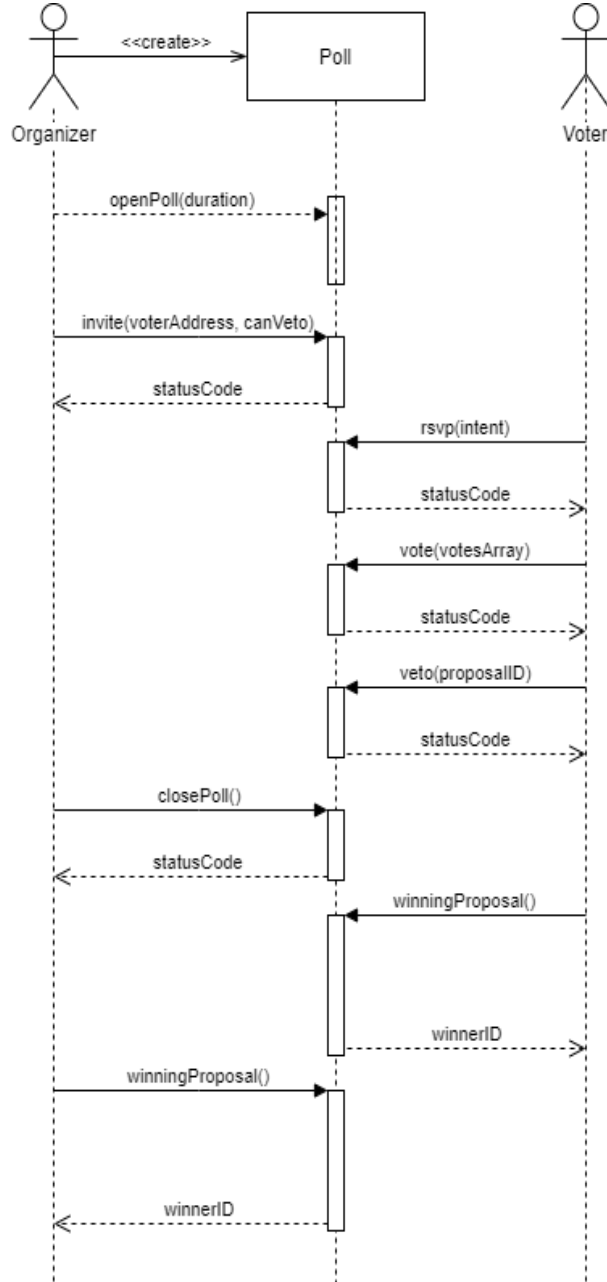 <<create>>
Poll
Organizer
Voter
openPoll(duration)
invite(voterAddress, canVeto)
statusCode
rsvp(intent)
statusCode
vote(votesArray)
statusCode
veto(proposalID)
statusCode
closePoll()
statusCode
winningProposal()
winnerID
winningProposal()
winnerID